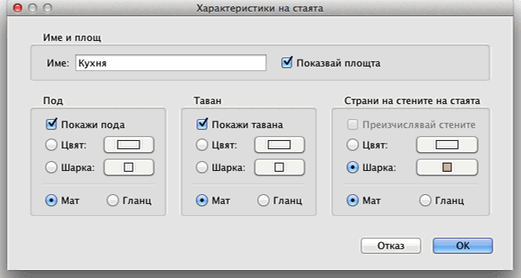 Характеристики на стаята
Име и площ
Име: Кухня Показвай площта
Под Таван Страни на стените на стаята
Покажи пода Покажи тавана Преизчислявай стените
Цвят: Цвят: Цвят:
Шарка: Шарка: Шарка:
Мат Гланц Мат Гланц Мат Гланц
Отказ OK